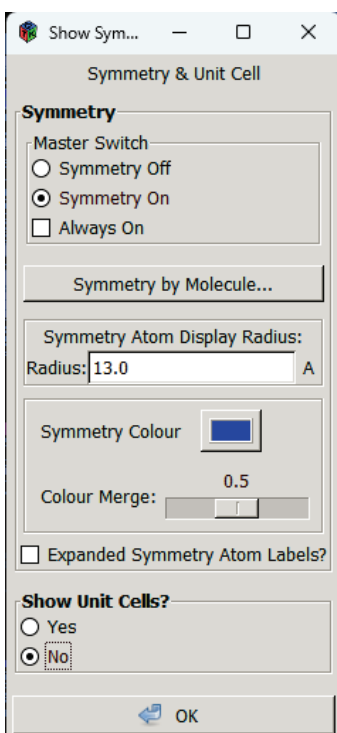 Show Sym...
Symmetry & Unit Cell
Symmetry
Master Switch
Symmetry Off
Symmetry On
Always On
Symmetry by Molecule...
Symmetry Atom Display Radius:
Radius: 13.0 A
Symmetry Colour
0.5
Colour Merge:
Expanded Symmetry Atom Labels?
Show Unit Cells?
Yes
No
OK